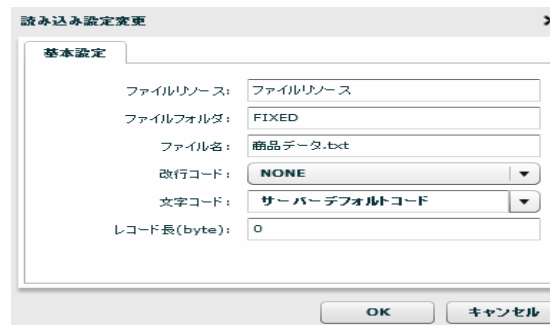 読み込み設定変更
基本設定
ファイルリソース: ファイルリソース
ファイルフォルダ: FIXED
ファイル名: 商品データ.txt
改行コード: NONE
文字コード: サーバーデフォルトコード
レコード長(byte): 0
OK キャンセル